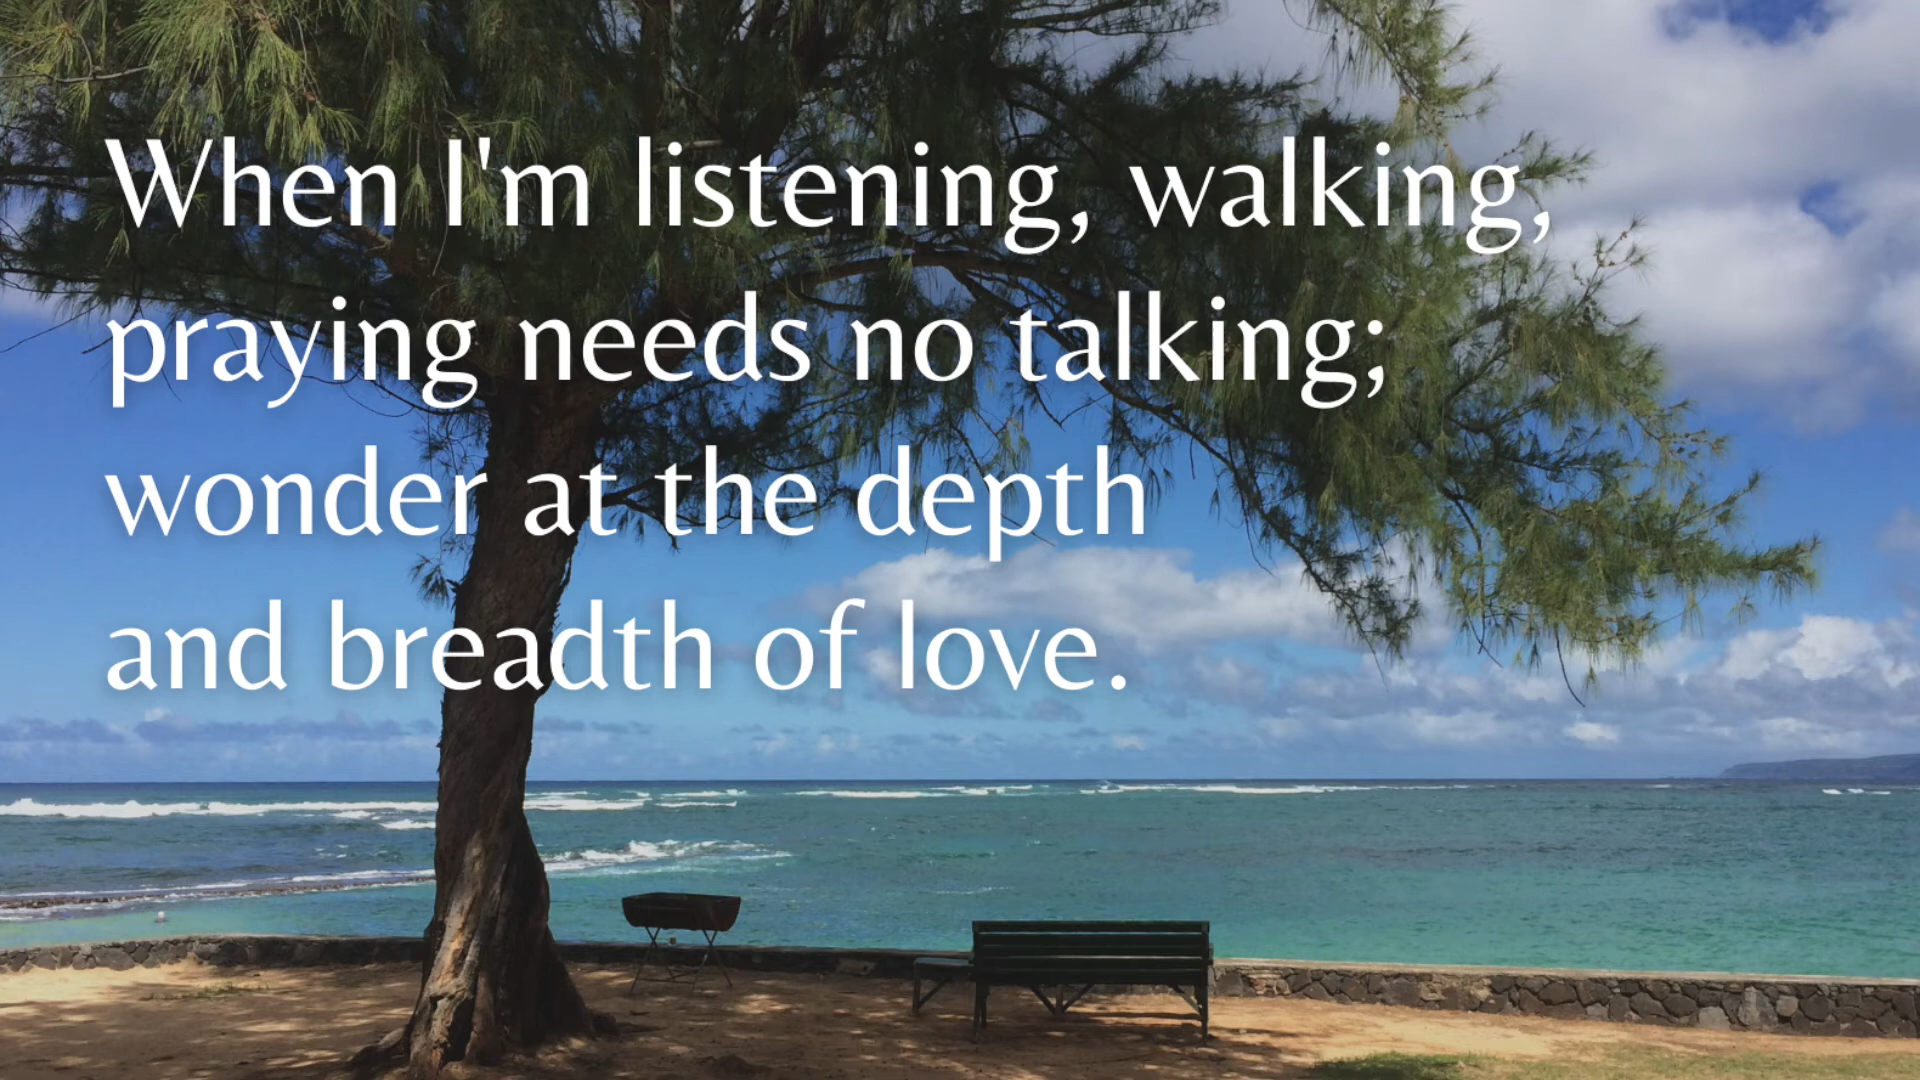 When I'm listening, walking,
praying needs no talking;
wonder at the depth
and breadth of love.